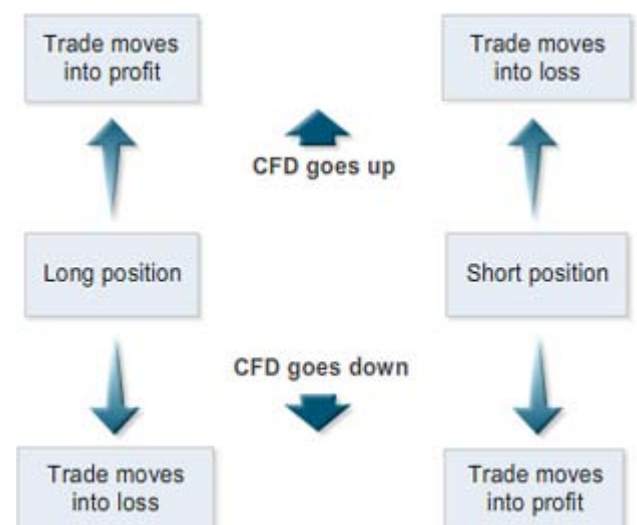 Trade moves
into profit
Trade moves
into loss
CFD goes up
Long position
Short position
CFD goes down
Trade moves
into loss
Trade moves
into profit